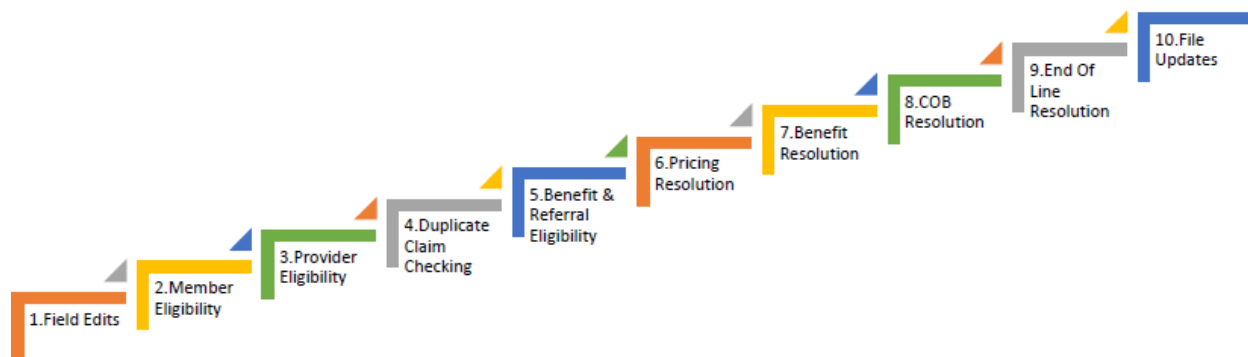 1.Field Edits
2.Member
Eligibility
3.Provider
Eligibility
4.Duplicate
Claim
Checking
5.Benefit &
Referral
Eligibility
6.Pricing
Resolution
7.Benefit
Resolution
8.COB
Resolution
9.End Of
Line
Resolution
10.File
Updates